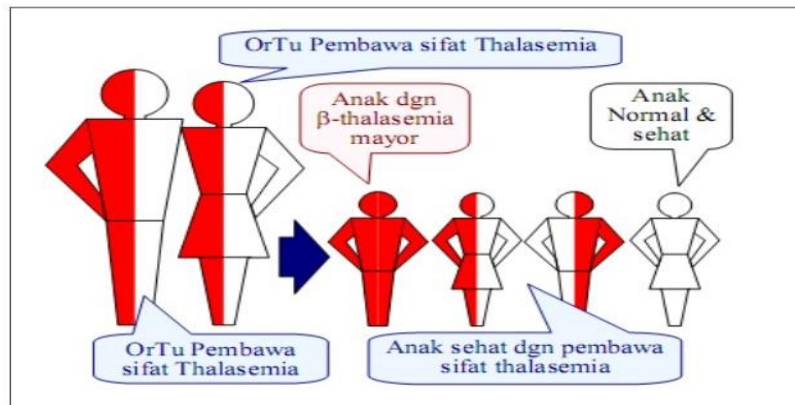 OrTu Pembawa sifat Thalasemia
Anak dgn
β-thalasemia
mayor
Anak
Normal &
sehat
OrTu Pembawa
sifat Thalasemia
Anak sehat dgn pembawa
sifat thalasemia